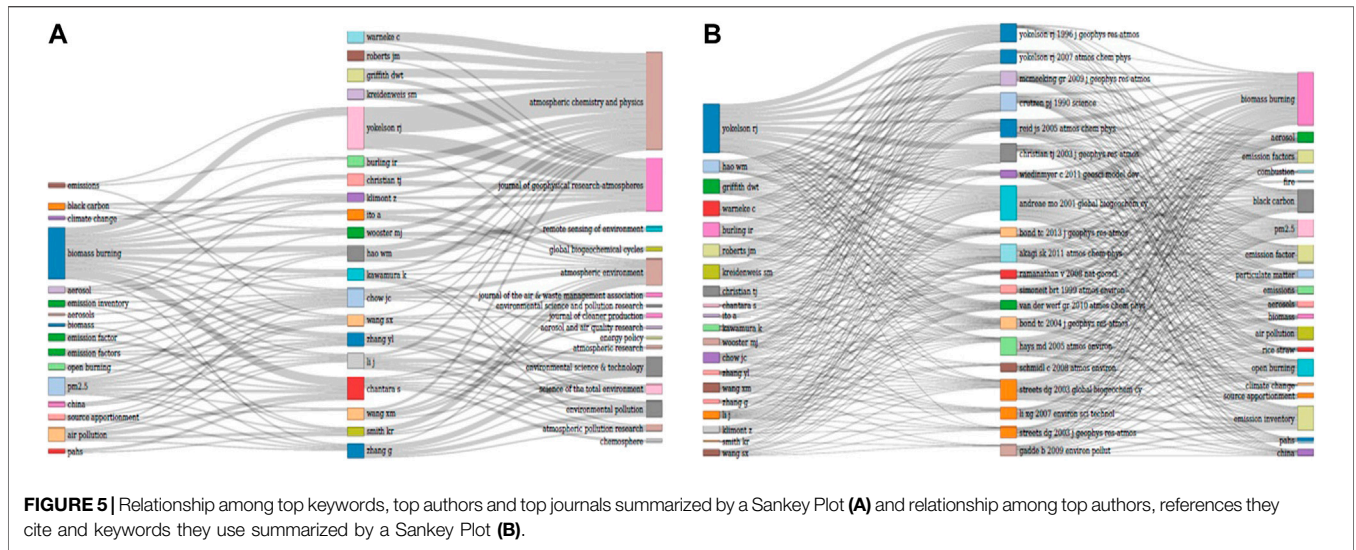 A
emissions
black carbon
climate change
biomass burning
aerosol
emission inventory
aerosols
biomass
emission factor
emission factors
open burning
pm2.5
china
source apportionment
air pollution
pahs
warneke c
roberts jm
griffith dwt
kreidenweis sm
yokelson rj
burling ir
christian tj
klimont z
ito a
wooster mj
hao wm
kawamura k
chow jc
wang sx
zhang yl
li j
chantara s
wang xm
smith kr
zhang g
atmospheric chemistry and physics
journal of geophysical research-atmospheres
remote sensing of environment
global biogeochemical cycles
atmospheric environment
journal of the air & waste management association
environmental science and pollution research
journal of cleaner production
aerosol and air quality research
energy policy
atmospheric research
environmental science & technology
science of the total environment
environmental pollution
atmospheric pollution research
chemosphere
B
yokelson rj
hao wm
griffith dwt
warneke c
burling ir
roberts jm
kreidenweis sm
christian tj
chantara s
ito a
kawamura k
wooster mj
chow jc
zhang yl
wang xm
zhang g
li j
klimont z
smith kr
wang sx
yokelson rj 1996 j geophys res-atmos
yokelson rj 2007 atmos chem phys
mcmeeking gr 2009 j geophys res-atmos
crutzen pj 1990 science
reid js 2005 atmos chem phys
christian tj 2003 j geophys res-atmos
wiedinmyer c 2011 geosci model dev
andreae mo 2001 global biogeochem cy
bond tc 2013 j geophys res-atmos
akagi sk 2011 atmos chem phys
ramanathan v 2008 nat geosci
simoneit brt 1999 atmos environ
van der werf gr 2010 atmos chem phys
bond tc 2004 j geophys res-atmos
hays md 2005 atmos environ
schmidl c 2008 atmos environ
streets dg 2003 global biogeochem cy
li xg 2007 environ sci technol
streets dg 2003 j geophys res-atmos
gadde b 2009 environ pollut
biomass burning
aerosol
emission factors
combustion
fire
black carbon
pm2.5
emission factor
particulate matter
emissions
aerosols
biomass
air pollution
rice straw
open burning
climate change
source apportionment
emission inventory
pahs
china
FIGURE 5 | Relationship among top keywords, top authors and top journals summarized by a Sankey Plot (A) and relationship among top authors, references they
cite and keywords they use summarized by a Sankey Plot (B).